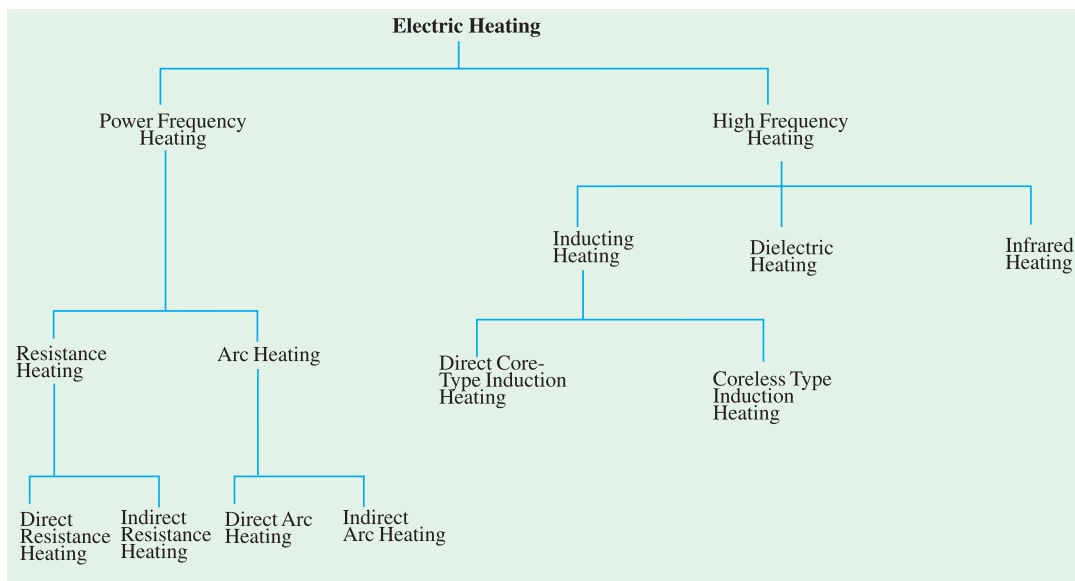 Electric Heating
Power Frequency
Heating
High Frequency
Heating
Inducting
Heating
Dielectric
Heating
Infrared
Heating
Resistance
Heating
Arc Heating
Direct Core-
Type Induction
Heating
Coreless Type
Induction
Heating
Direct
Resistance
Heating
Indirect
Resistance
Heating
Direct Arc
Heating
Indirect
Arc Heating